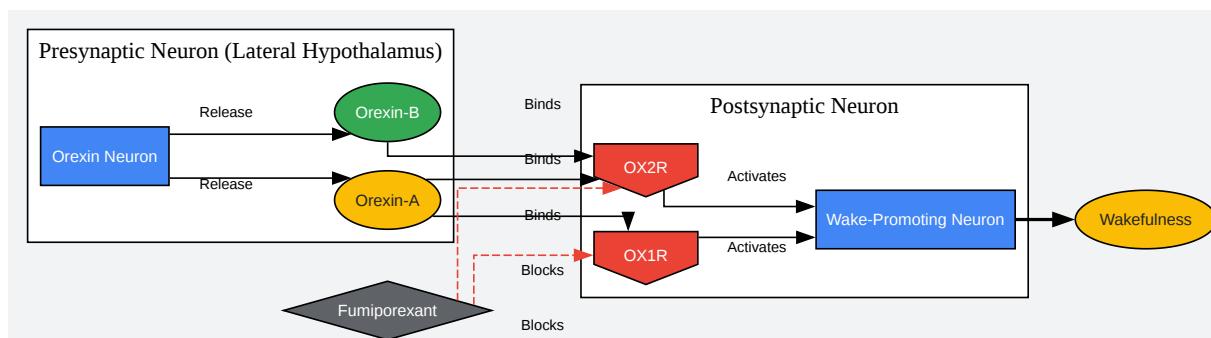 Presynaptic Neuron (Lateral Hypothalamus)
Orexin Neuron
Release
Release
Orexin-B
Orexin-A
Binds
Binds
Binds
Blocks
Blocks
Fumiporexant
Postsynaptic Neuron
OX2R
OX1R
Activates
Activates
Wake-Promoting Neuron
Wakefulness